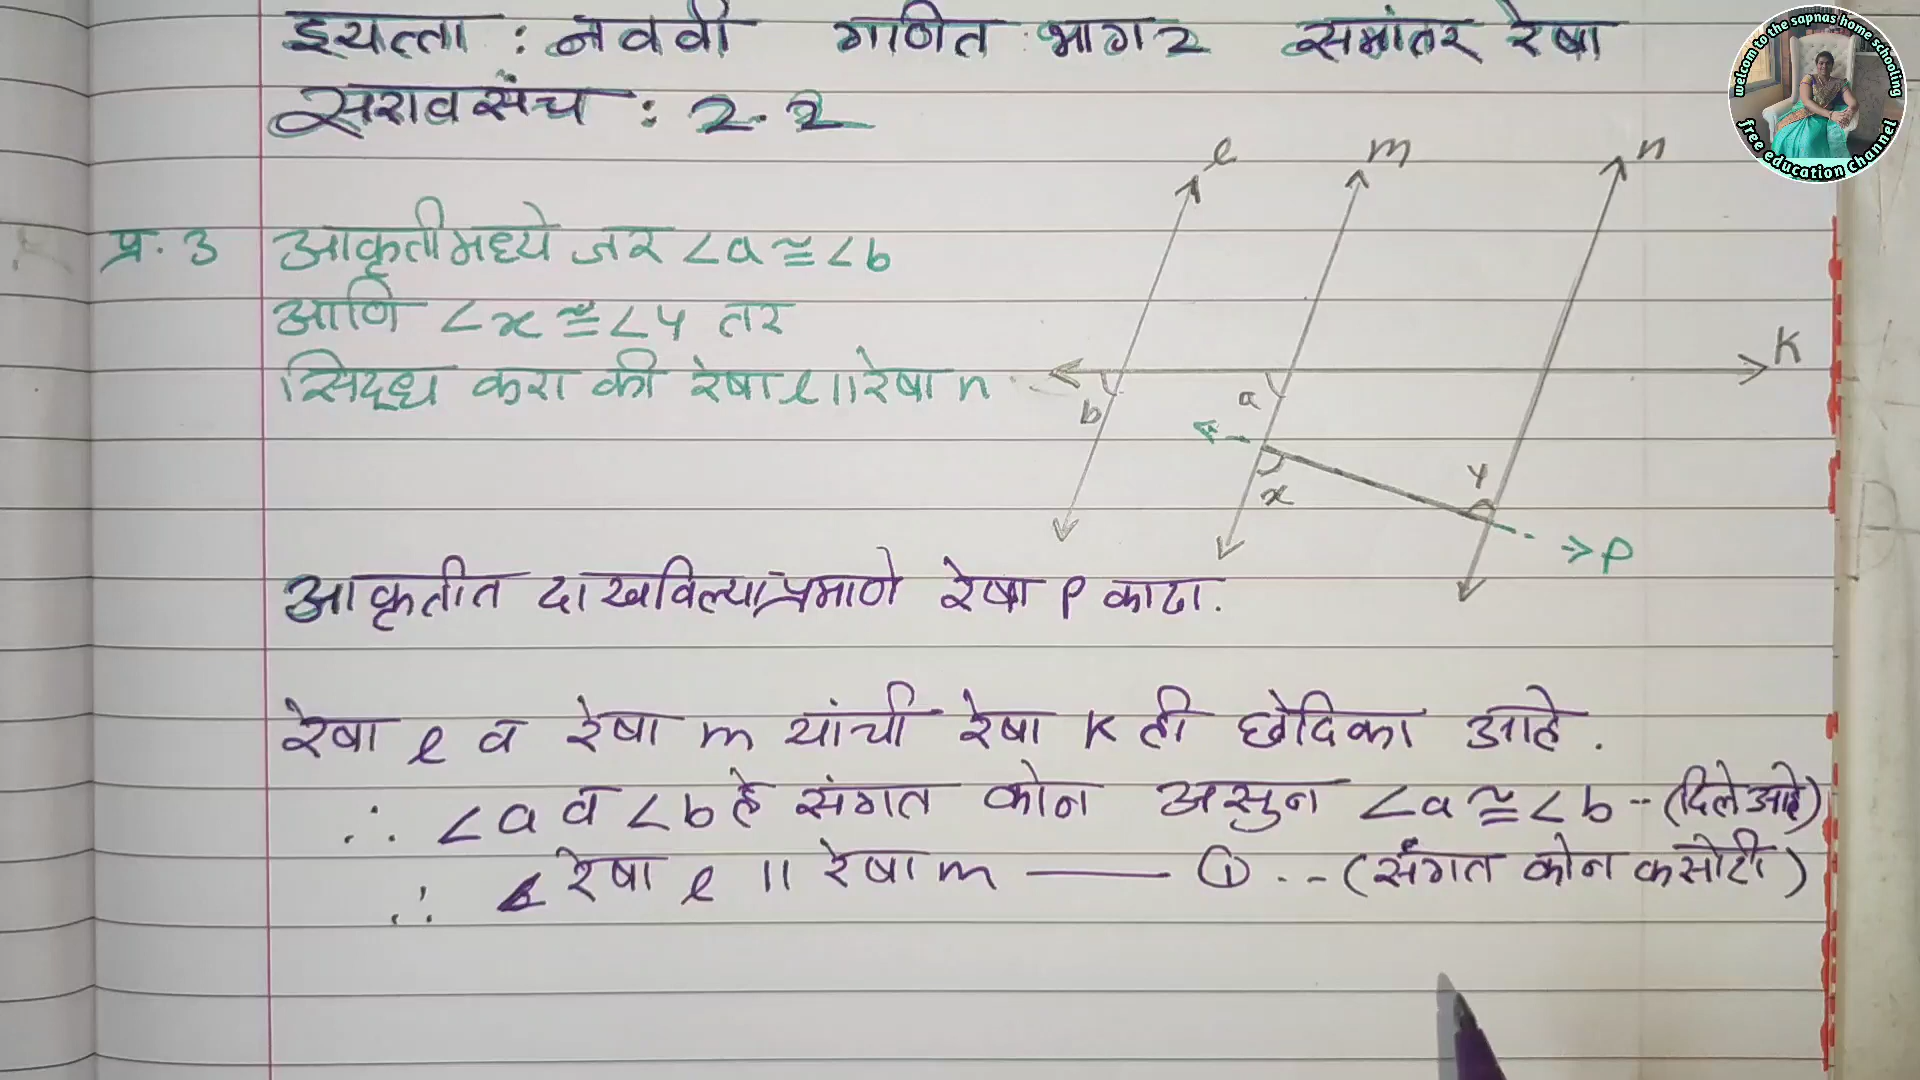 इयत्ता : नववी गणित भाग २ समांतर रेषा
सरावसंच : 2.2
welcom to the sapnas home schooling
free education channel
l m n
प्र. 3 आकृतीमध्ये जर ∠a ≅ ∠b
आणि ∠x ≅ ∠y तर
सिद्ध करा की रेषा l || रेषा n
K
b a
x y
P
आकृतीत दाखविल्याप्रमाणे रेषा P काढा.
रेषा l व रेषा m यांची रेषा K ही छेदिका आहे.
∴ ∠a व ∠b हे संगत कोन असुन ∠a ≅ ∠b -- (दिले आहे)
∴ रेषा l || रेषा m —— ① -- (संगत कोन कसोटी)